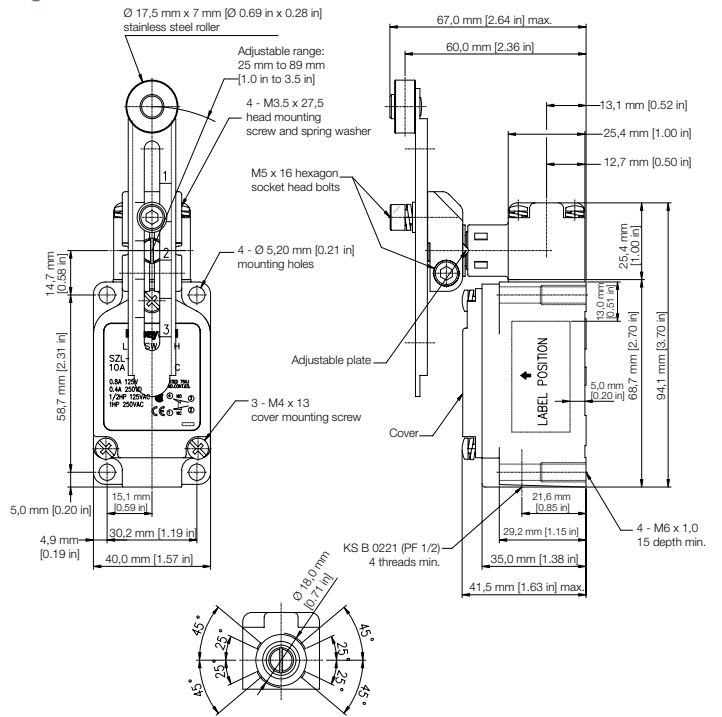 Ø 17,5 mm x 7 mm [Ø 0.69 in x 0.28 in]
stainless steel roller
Adjustable range:
25 mm to 89 mm
[1.0 in to 3.5 in]
4 - M3.5 x 27,5
head mounting
screw and spring washer
67,0 mm [2.64 in] max.
60,0 mm [2.36 in]
13,1 mm [0.52 in]
25,4 mm [1.00 in]
12,7 mm [0.50 in]
M5 x 16 hexagon
socket head bolts
1
2
3
14,7 mm
[0.58 in]
4 - Ø 5,20 mm [0.21 in]
mounting holes
25,4 mm
[1.00 in]
13,0 mm
[0.51 in]
58,7 mm [2.31 in]
SZL-
10A
C
0.8A 125V
0.4A 250VD
1/2HP 125VAC
1HP 250VAC
CE
Adjustable plate
LABEL POSITION
5,0 mm
[0.20 in]
68,7 mm [2.70 in]
94,1 mm [3.70 in]
3 - M4 x 13
cover mounting screw
Cover
5,0 mm [0.20 in]
15,1 mm
[0.59 in]
4,9 mm
[0.19 in]
30,2 mm [1.19 in]
40,0 mm [1.57 in]
21,6 mm
[0.85 in]
29,2 mm [1.15 in]
4 - M6 x 1,0
15 depth min.
KS B 0221 (PF 1/2)
4 threads min.
35,0 mm [1.38 in]
41,5 mm [1.63 in] max.
Ø 18,0 mm
[0.71 in]
45°
25°
25°
45°
45°
25°
25°
45°